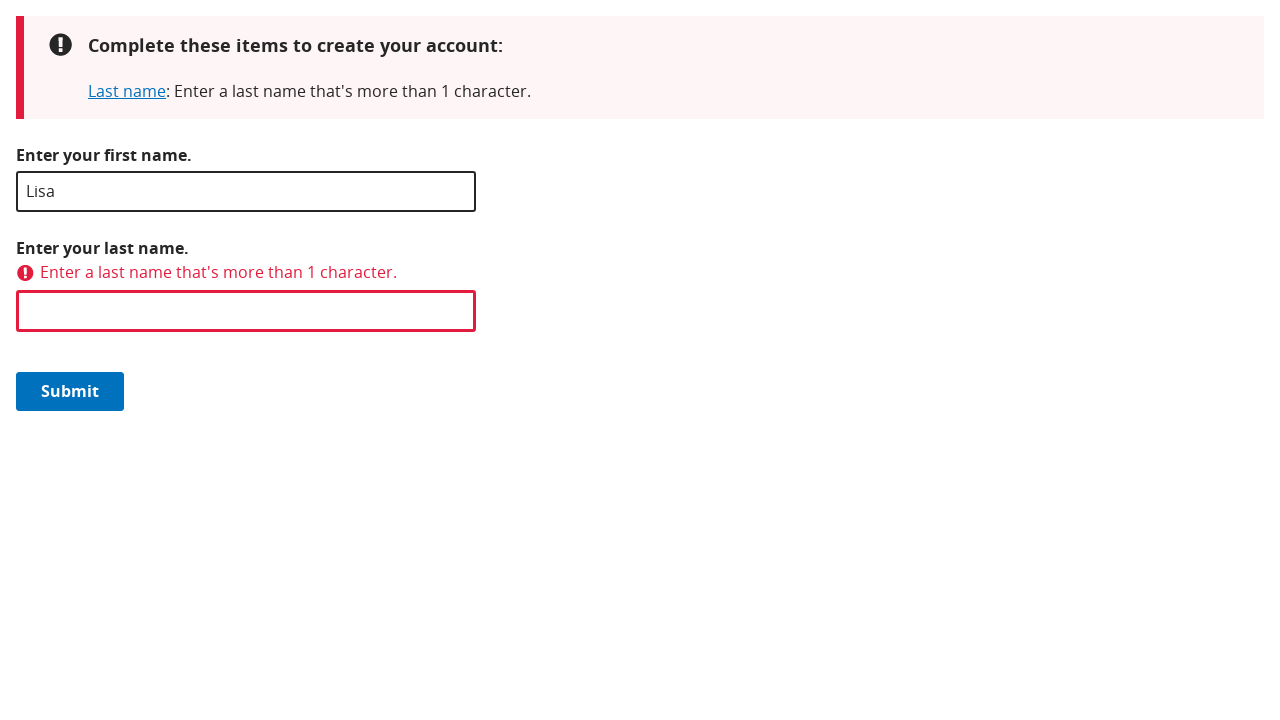 Complete these items to create your account:
Last name: Enter a last name that's more than 1 character.
Enter your first name.
Lisa
Enter your last name.
Enter a last name that's more than 1 character.
Submit